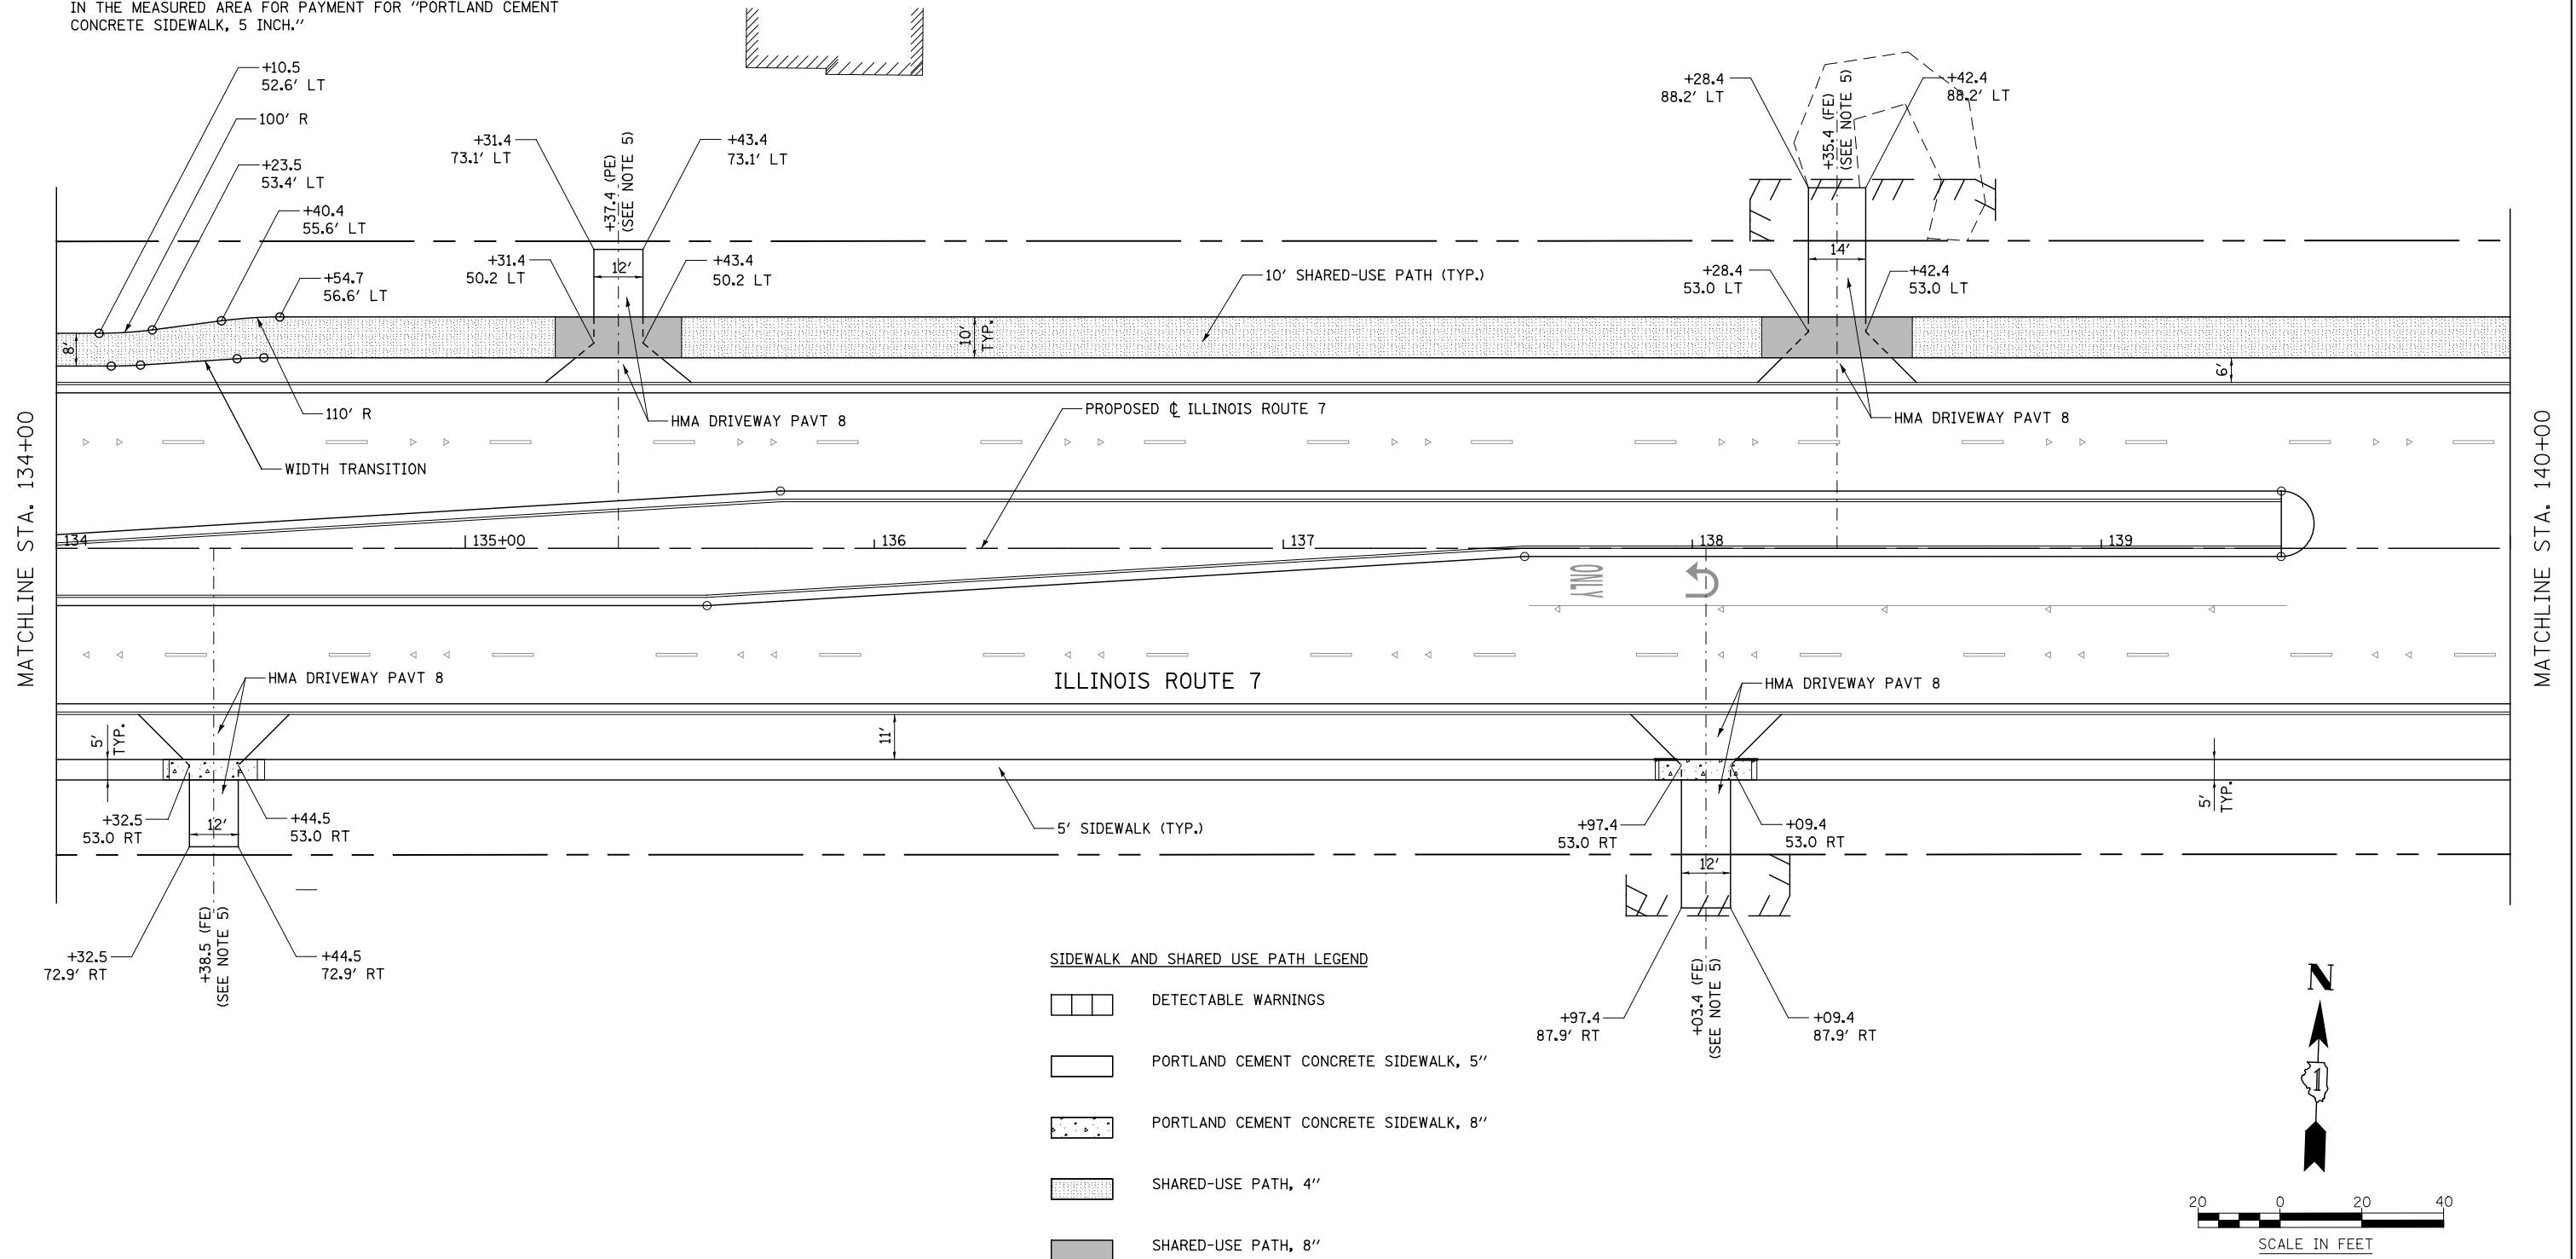 IN THE MEASURED AREA FOR PAYMENT FOR "PORTLAND CEMENT
CONCRETE SIDEWALK, 5 INCH."
+10.5
52.6' LT
100' R
+23.5
53.4' LT
+40.4
55.6' LT
+54.7
56.6' LT
+31.4
73.1' LT
+37.4 (PE)
(SEE NOTE 5)
+43.4
73.1' LT
+31.4
50.2 LT
12'
+43.4
50.2 LT
+28.4
88.2' LT
+35.4 (FE)
(SEE NOTE 5)
+42.4
88.2' LT
14'
+28.4
53.0 LT
+42.4
53.0 LT
10' SHARED-USE PATH (TYP.)
8'
10'
TYP.
6'
110' R
WIDTH TRANSITION
HMA DRIVEWAY PAVT 8
PROPOSED ℄ ILLINOIS ROUTE 7
HMA DRIVEWAY PAVT 8
MATCHLINE STA. 134+00
MATCHLINE STA. 140+00
134
135+00
136
137
138
139
ONLY
HMA DRIVEWAY PAVT 8
ILLINOIS ROUTE 7
HMA DRIVEWAY PAVT 8
5'
TYP.
11'
5'
TYP.
+32.5
53.0 RT
12'
+44.5
53.0 RT
5' SIDEWALK (TYP.)
+97.4
53.0 RT
12'
+09.4
53.0 RT
+32.5
72.9' RT
+38.5 (FE)
(SEE NOTE 5)
+44.5
72.9' RT
+97.4
87.9' RT
+03.4 (FE)
(SEE NOTE 5)
+09.4
87.9' RT
SIDEWALK AND SHARED USE PATH LEGEND
DETECTABLE WARNINGS
PORTLAND CEMENT CONCRETE SIDEWALK, 5"
PORTLAND CEMENT CONCRETE SIDEWALK, 8"
SHARED-USE PATH, 4"
SHARED-USE PATH, 8"
N
1
20 0 20 40
SCALE IN FEET